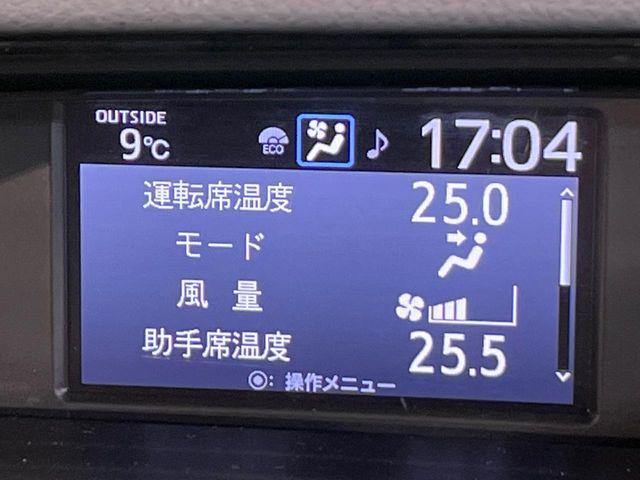 OUTSIDE
9℃
ECO
17:04
運転席温度 25.0
モード
風 量
助手席温度 25.5
◉: 操作メニュー